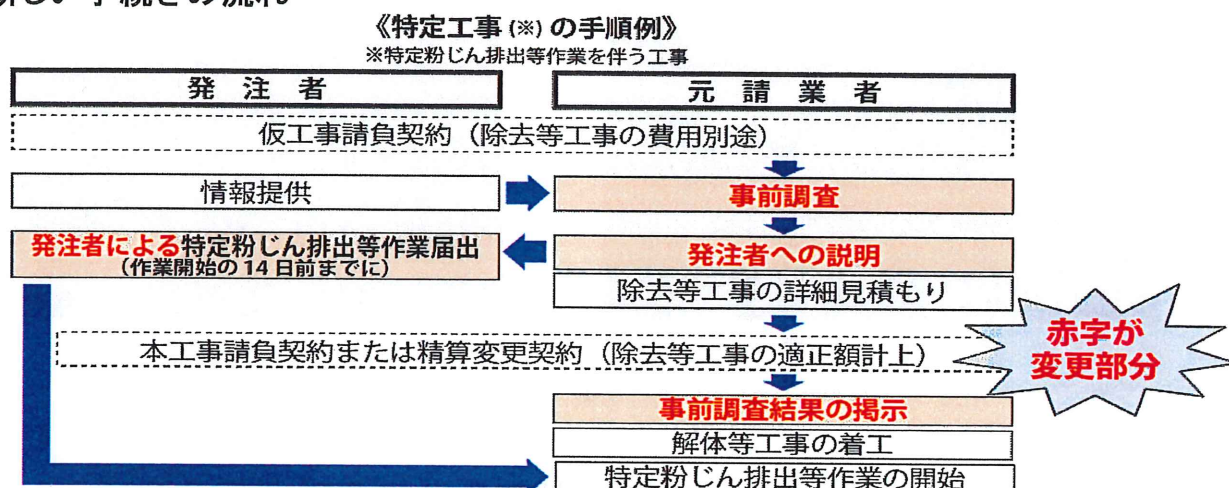 しい手続きの流れ
《特定工事(※)の手順例》
※特定粉じん排出等作業を伴う工事
発注者
元請業者
仮工事請負契約（除去等工事の費用別途）
情報提供
事前調査
発注者による特定粉じん排出等作業届出
（作業開始の14日前までに）
発注者への説明
除去等工事の詳細見積もり
赤字が
変更部分
本工事請負契約または精算変更契約（除去等工事の適正額計上）
事前調査結果の掲示
解体等工事の着工
特定粉じん排出等作業の開始